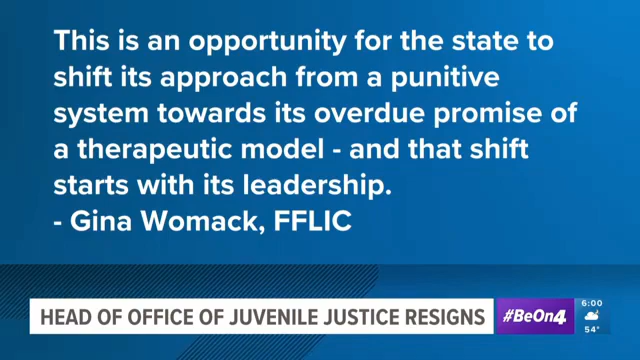 This is an opportunity for the state to
shift its approach from a punitive
system towards its overdue promise of
a therapeutic model - and that shift
starts with its leadership.
- Gina Womack, FFLIC
HEAD OF OFFICE OF JUVENILE JUSTICE RESIGNS
#BeOn4
6:00
54°